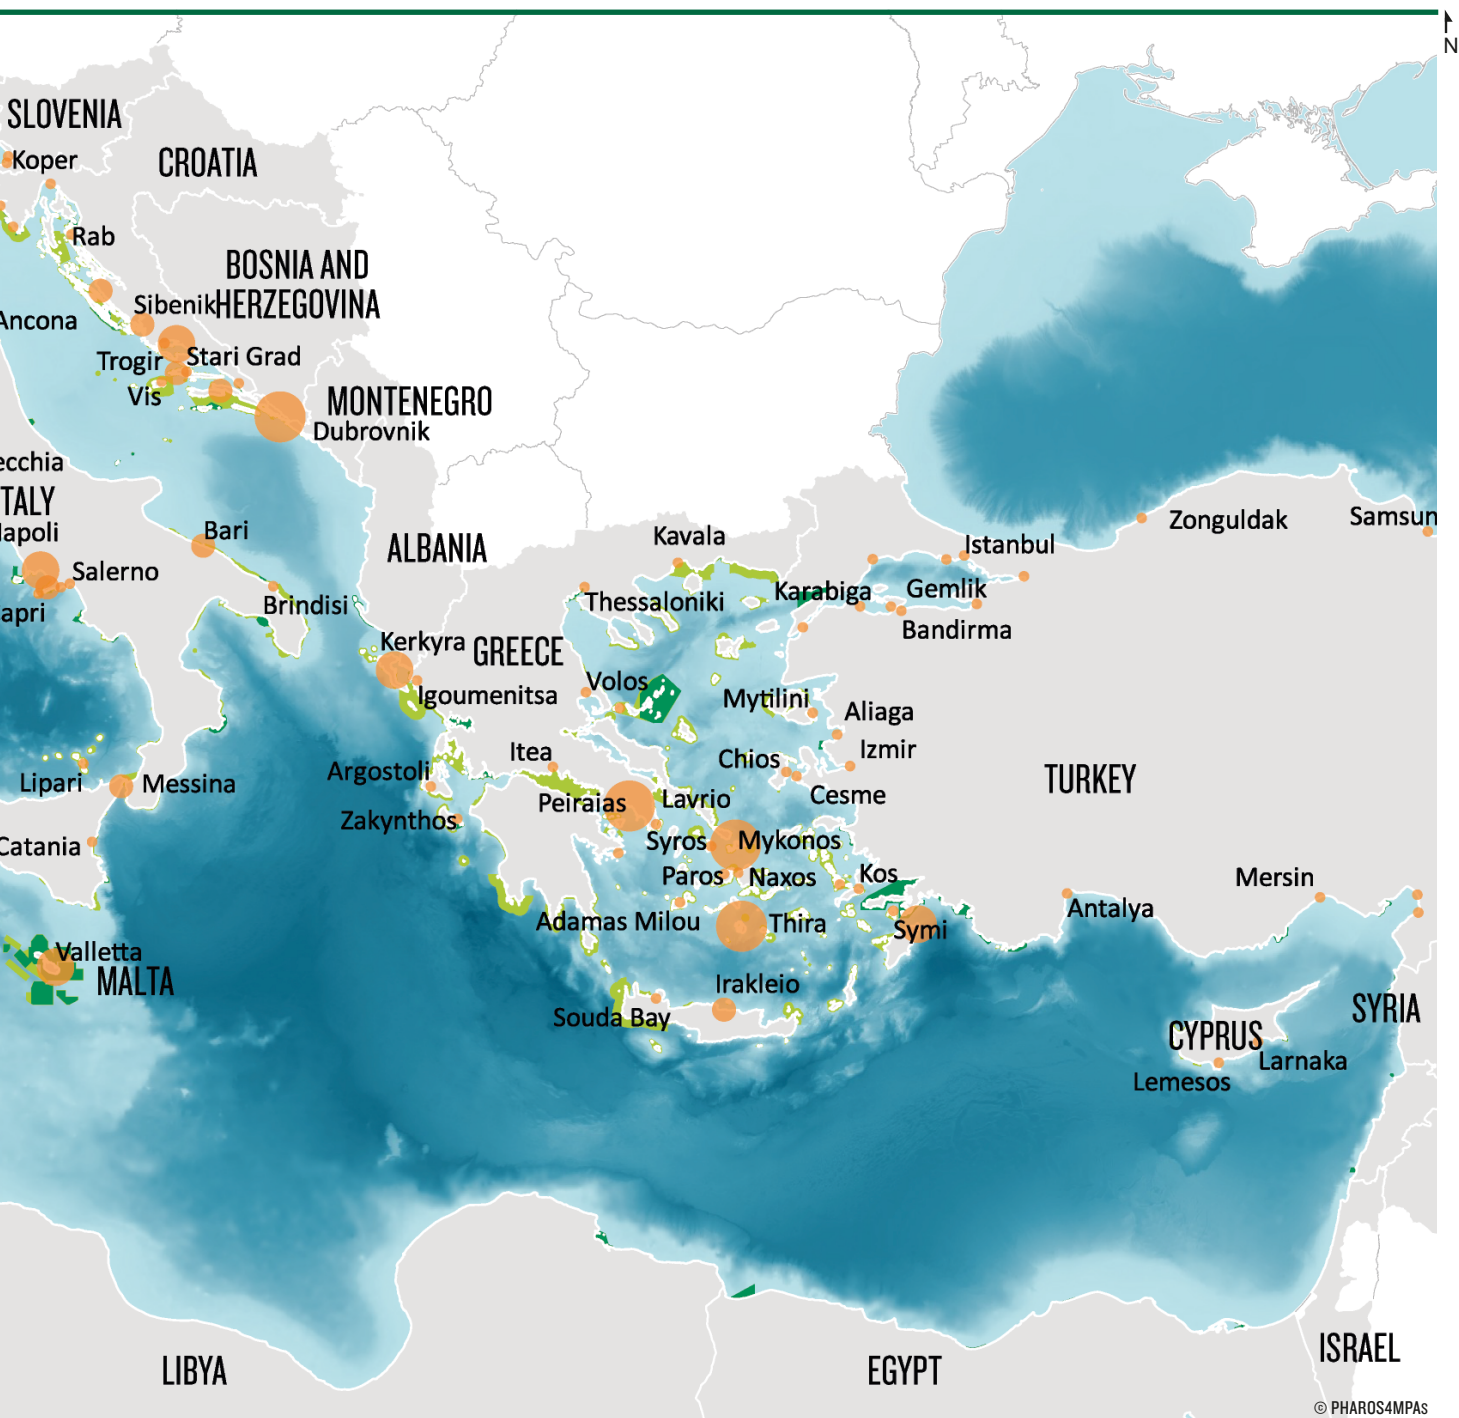 N
SLOVENIA
Koper
CROATIA
Rab
BOSNIA AND
HERZEGOVINA
Sibenik
Ancona
Trogir
Stari Grad
Vis
MONTENEGRO
Dubrovnik
ecchia
TALY
Napoli
Bari
Salerno
apri
Brindisi
ALBANIA
Kavala
Istanbul
Zonguldak
Samsun
Thessaloniki
Karabiga
Gemlik
Bandirma
Kerkyra
GREECE
Igoumenitsa
Volos
Mytilini
Aliaga
Izmir
Chios
Cesme
TURKEY
Itea
Argostoli
Lipari
Messina
Peiraias
Lavrio
Zakynthos
Catania
Syros
Mykonos
Paros
Naxos
Kos
Mersin
Antalya
Adamas Milou
Thira
Symi
Valletta
MALTA
Irakleio
Souda Bay
SYRIA
CYPRUS
Larnaka
Lemesos
LIBYA
EGYPT
ISRAEL
© PHAROS4MPAs